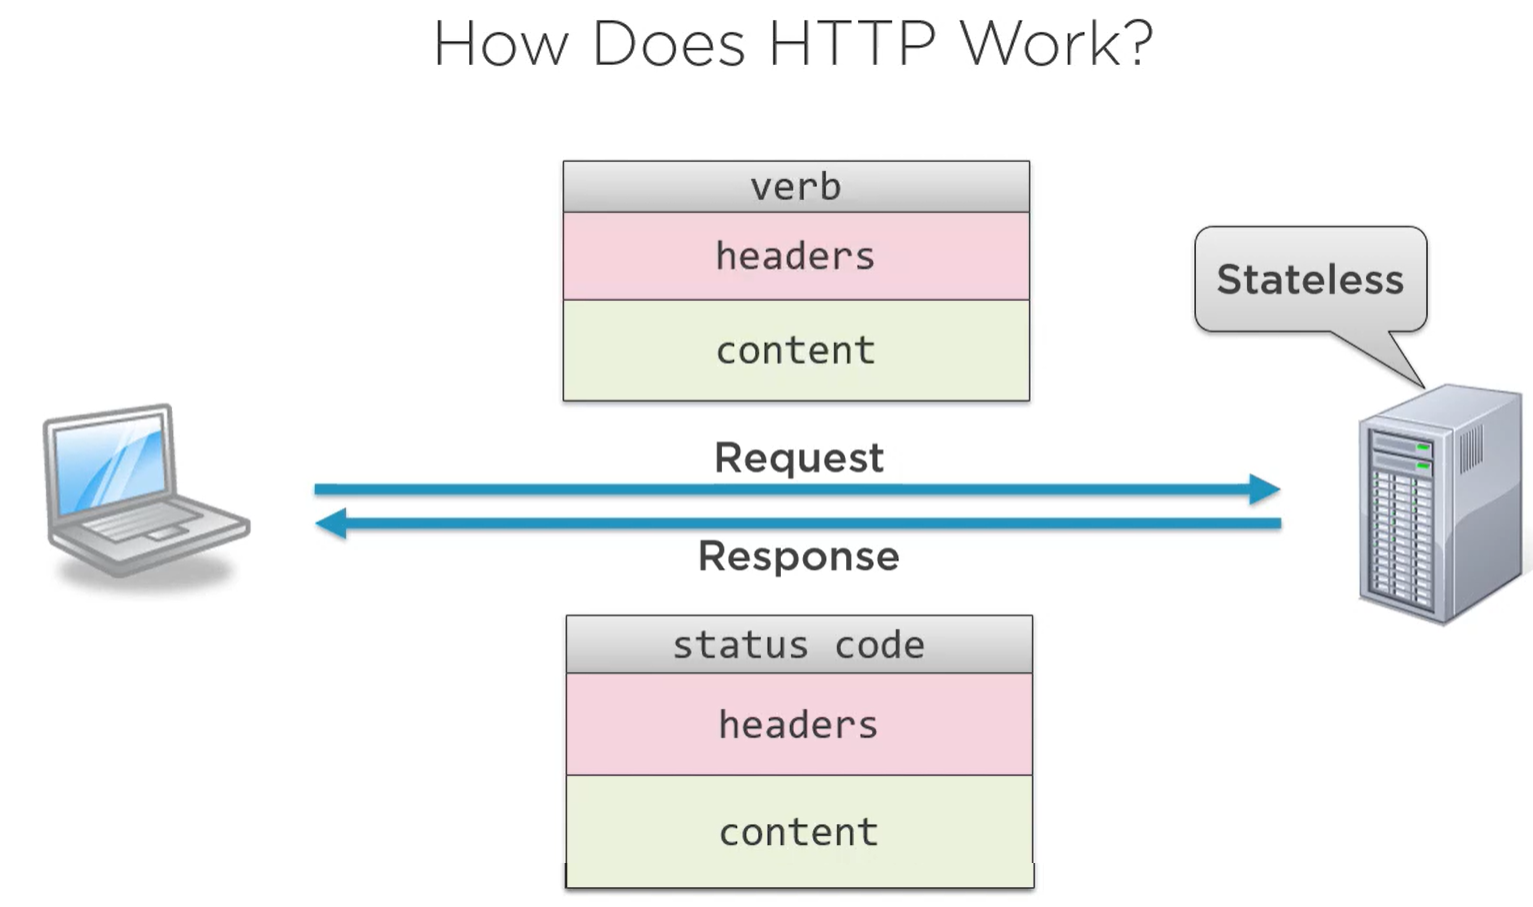 How Does HTTP Work?
verb
headers
content
Stateless
Request
Response
status code
headers
content